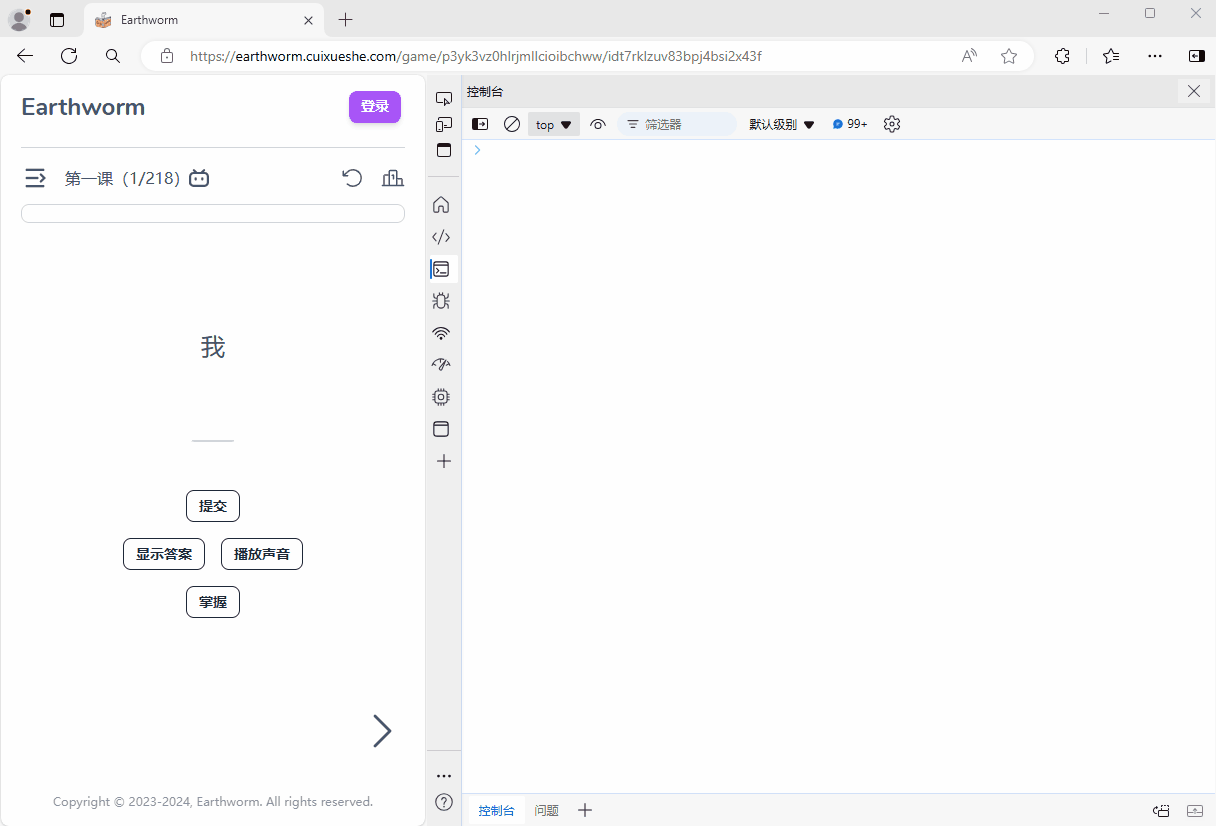 Earthworm
https://earthworm.cuixueshe.com/game/p3yk3vz0hlrjmllcioibchww/idt7rklzuv83bpj4bsi2x43f
Earthworm
登录
控制台
top
筛选器
默认级别
99+
第一课（1/218）
我
提交
显示答案
播放声音
掌握
Copyright © 2023-2024, Earthworm. All rights reserved.
控制台
问题